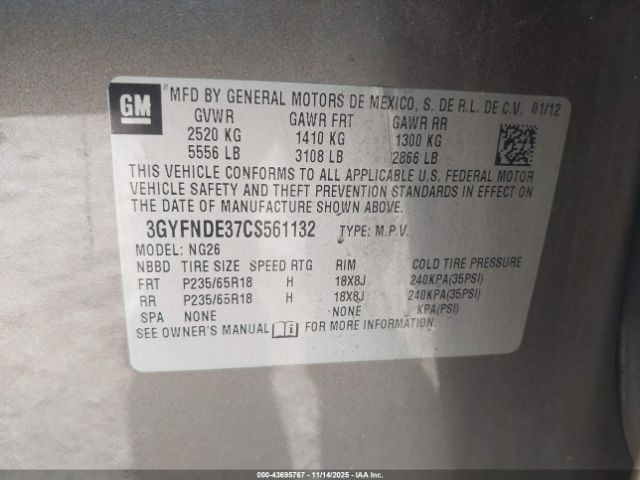 GM
*MFD BY GENERAL MOTORS DE MEXICO, S. DE R.L. DE C.V. 01/12
GVWR GAWR FRT GAWR RR
2520 KG 1410 KG 1300 KG
5556 LB 3108 LB 2866 LB
THIS VEHICLE CONFORMS TO ALL APPLICABLE U.S. FEDERAL MOTOR
VEHICLE SAFETY AND THEFT PREVENTION STANDARDS IN EFFECT ON
THE DATE OF MANUFACTURE SHOWN ABOVE.
3GYFNDE37CS561132 TYPE: M.P.V.
MODEL: NG26
NBBD TIRE SIZE SPEED RTG RIM COLD TIRE PRESSURE
FRT P235/65R18 H 18X8J 240KPA(35PSI)
RR P235/65R18 H 18X8J 240KPA(35PSI)
SPA NONE NONE KPA(PSI)
SEE OWNER'S MANUAL FOR MORE INFORMATION.
000-43695767 11/14/2025 IAAI.COM